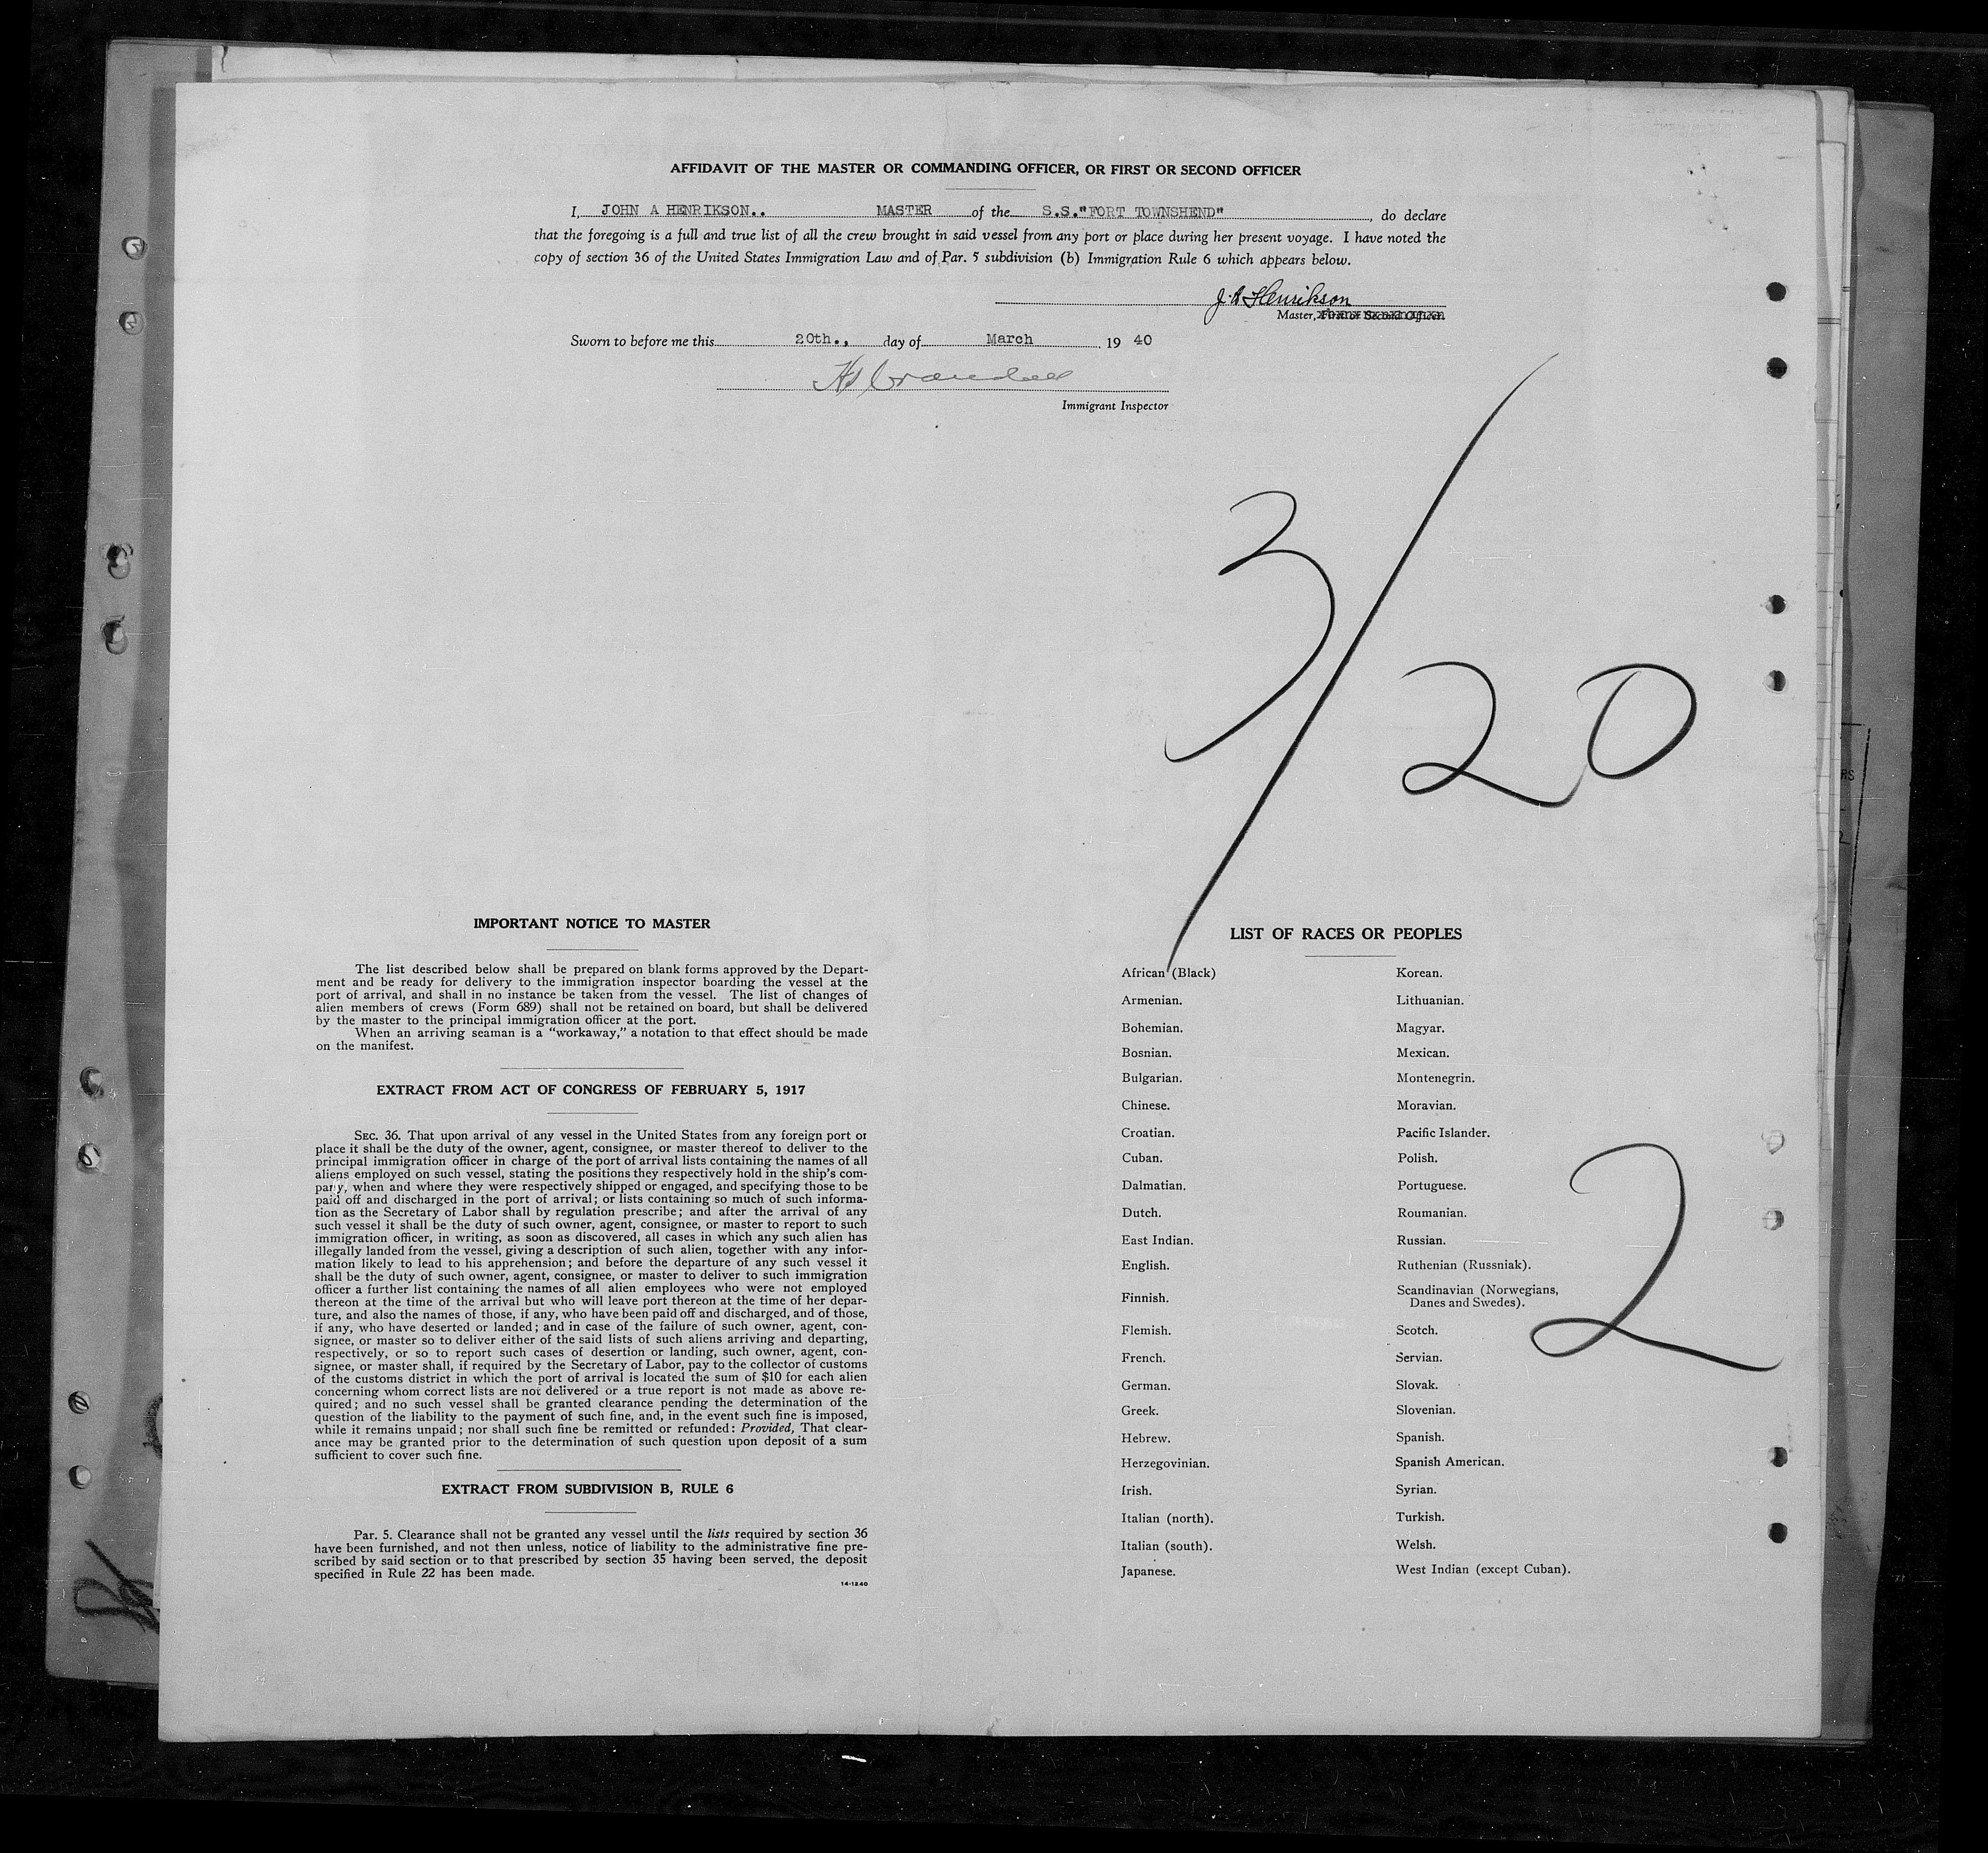 AFFIDAVIT OF THE MASTER OR COMMANDING OFFICER, OR FIRST OR SECOND OFFICER
I, JOHN A HENRIKSON.. MASTER of the S.S."FORT TOWNSHEND", do declare
that the foregoing is a full and true list of all the crew brought in said vessel from any port or place during her present voyage. I have noted the
copy of section 36 of the United States Immigration Law and of Par. 5 subdivision (b) Immigration Rule 6 which appears below.
J. A Henrikson
Master, First or Second Officer.
Sworn to before me this 20th., day of March, 19 40
Immigrant Inspector
3/20
IMPORTANT NOTICE TO MASTER
The list described below shall be prepared on blank forms approved by the Depart-
ment and be ready for delivery to the immigration inspector boarding the vessel at the
port of arrival, and shall in no instance be taken from the vessel. The list of changes of
alien members of crews (Form 689) shall not be retained on board, but shall be delivered
by the master to the principal immigration officer at the port.
When an arriving seaman is a "workaway," a notation to that effect should be made
on the manifest.
EXTRACT FROM ACT OF CONGRESS OF FEBRUARY 5, 1917
SEC. 36. That upon arrival of any vessel in the United States from any foreign port or
place it shall be the duty of the owner, agent, consignee, or master thereof to deliver to the
principal immigration officer in charge of the port of arrival lists containing the names of all
aliens employed on such vessel, stating the positions they respectively hold in the ship's com-
pany, when and where they were respectively shipped or engaged, and specifying those to be
paid off and discharged in the port of arrival; or lists containing so much of such informa-
tion as the Secretary of Labor shall by regulation prescribe; and after the arrival of any
such vessel it shall be the duty of such owner, agent, consignee, or master to report to such
immigration officer, in writing, as soon as discovered, all cases in which any such alien has
illegally landed from the vessel, giving a description of such alien, together with any infor-
mation likely to lead to his apprehension; and before the departure of any such vessel it
shall be the duty of such owner, agent, consignee, or master to deliver to such immigration
officer a further list containing the names of all alien employees who were not employed
thereon at the time of the arrival but who will leave port thereon at the time of her depar-
ture, and also the names of those, if any, who have been paid off and discharged, and of those,
if any, who have deserted or landed; and in case of the failure of such owner, agent, con-
signee, or master so to deliver either of the said lists of such aliens arriving and departing,
respectively, or so to report such cases of desertion or landing, such owner, agent, con-
signee, or master shall, if required by the Secretary of Labor, pay to the collector of customs
of the customs district in which the port of arrival is located the sum of $10 for each alien
concerning whom correct lists are not delivered or a true report is not made as above re-
quired; and no such vessel shall be granted clearance pending the determination of the
question of the liability to the payment of such fine, and, in the event such fine is imposed,
while it remains unpaid; nor shall such fine be remitted or refunded: Provided, That clear-
ance may be granted prior to the determination of such question upon deposit of a sum
sufficient to cover such fine.
EXTRACT FROM SUBDIVISION B, RULE 6
Par. 5. Clearance shall not be granted any vessel until the lists required by section 36
have been furnished, and not then unless, notice of liability to the administrative fine pre-
scribed by said section or to that prescribed by section 35 having been served, the deposit
specified in Rule 22 has been made.
14-1240
LIST OF RACES OR PEOPLES
African (Black)
Armenian.
Bohemian.
Bosnian.
Bulgarian.
Chinese.
Croatian.
Cuban.
Dalmatian.
Dutch.
East Indian.
English.
Finnish.
Flemish.
French.
German.
Greek.
Hebrew.
Herzegovinian.
Irish.
Italian (north).
Italian (south).
Japanese.
Korean.
Lithuanian.
Magyar.
Mexican.
Montenegrin.
Moravian.
Pacific Islander.
Polish.
Portuguese.
Roumanian.
Russian.
Ruthenian (Russniak).
Scandinavian (Norwegians,
Danes and Swedes).
Scotch.
Servian.
Slovak.
Slovenian.
Spanish.
Spanish American.
Syrian.
Turkish.
Welsh.
West Indian (except Cuban).
2